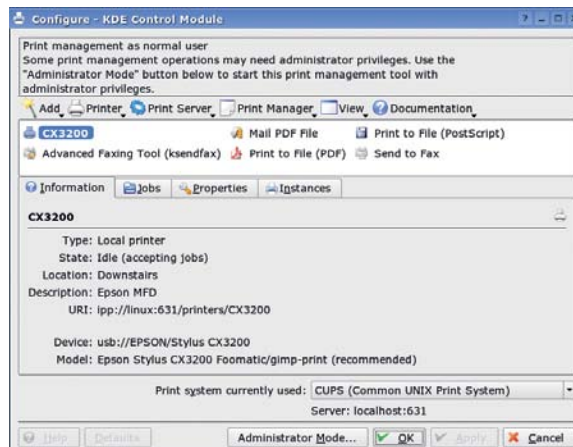 Configure - KDE Control Module
Print management as normal user
Some print management operations may need administrator privileges. Use the
"Administrator Mode" button below to start this print management tool with
administrator privileges.
Add Printer Print Server Print Manager View Documentation
CX3200 Mail PDF File Print to File (PostScript)
Advanced Faxing Tool (ksendfax) Print to File (PDF) Send to Fax
Information Jobs Properties Instances
CX3200
Type: Local printer
State: Idle (accepting jobs)
Location: Downstairs
Description: Epson MFD
URI: ipp://linux:631/printers/CX3200
Device: usb://EPSON/Stylus CX3200
Model: Epson Stylus CX3200 Foomatic/gimp-print (recommended)
Print system currently used: CUPS (Common UNIX Print System)
Server: localhost:631
Help Defaults Administrator Mode... OK Apply Cancel